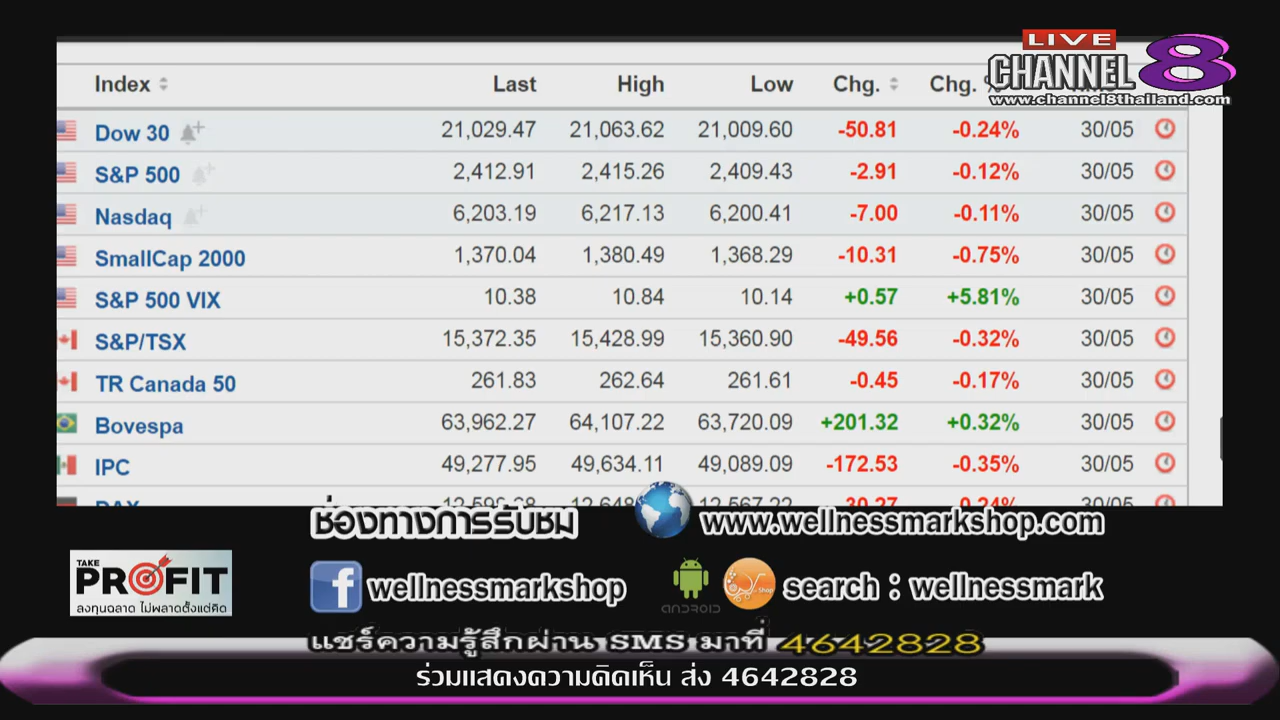 LIVE
CHANNEL 8
www.channel8thailand.com
Index Last High Low Chg. Chg.
Dow 30 21,029.47 21,063.62 21,009.60 -50.81 -0.24% 30/05
S&P 500 2,412.91 2,415.26 2,409.43 -2.91 -0.12% 30/05
Nasdaq 6,203.19 6,217.13 6,200.41 -7.00 -0.11% 30/05
SmallCap 2000 1,370.04 1,380.49 1,368.29 -10.31 -0.75% 30/05
S&P 500 VIX 10.38 10.84 10.14 +0.57 +5.81% 30/05
S&P/TSX 15,372.35 15,428.99 15,360.90 -49.56 -0.32% 30/05
TR Canada 50 261.83 262.64 261.61 -0.45 -0.17% 30/05
Bovespa 63,962.27 64,107.22 63,720.09 +201.32 +0.32% 30/05
IPC 49,277.95 49,634.11 49,089.09 -172.53 -0.35% 30/05
ช่องทางการรับชม www.wellnessmarkshop.com
TAKE PROFIT
ลงทุนฉลาด ไม่พลาดตั้งแต่คิด
wellnessmarkshop search : wellnessmark
แชร์ความรู้สึกผ่าน SMS มาที่ 4642828
ร่วมแสดงความคิดเห็น ส่ง 4642828